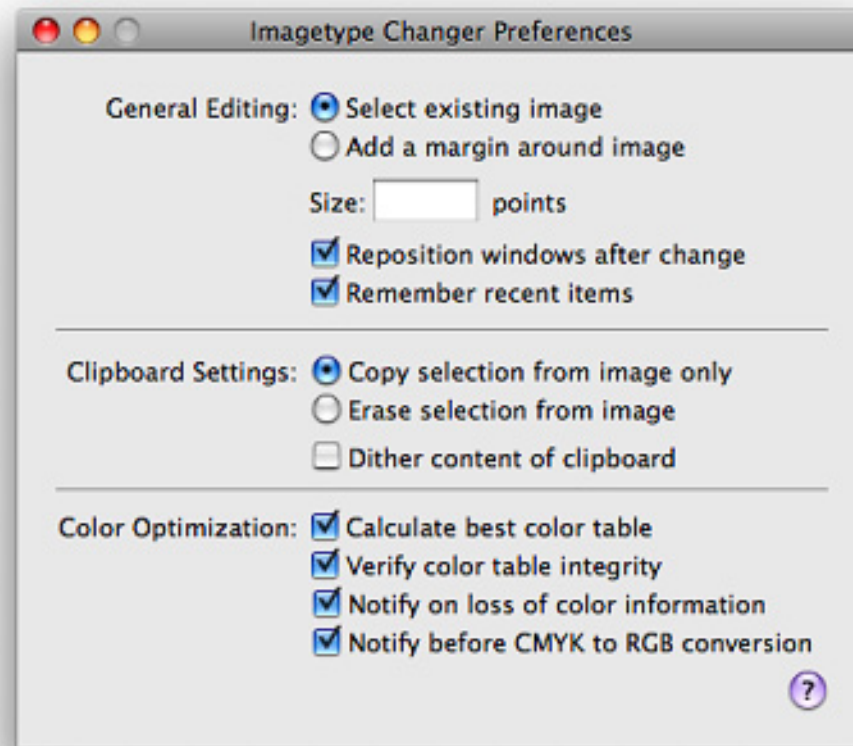 Imagetype Changer Preferences
General Editing: Select existing image
Add a margin around image
Size: points
Reposition windows after change
Remember recent items
Clipboard Settings: Copy selection from image only
Erase selection from image
Dither content of clipboard
Color Optimization: Calculate best color table
Verify color table integrity
Notify on loss of color information
Notify before CMYK to RGB conversion
?